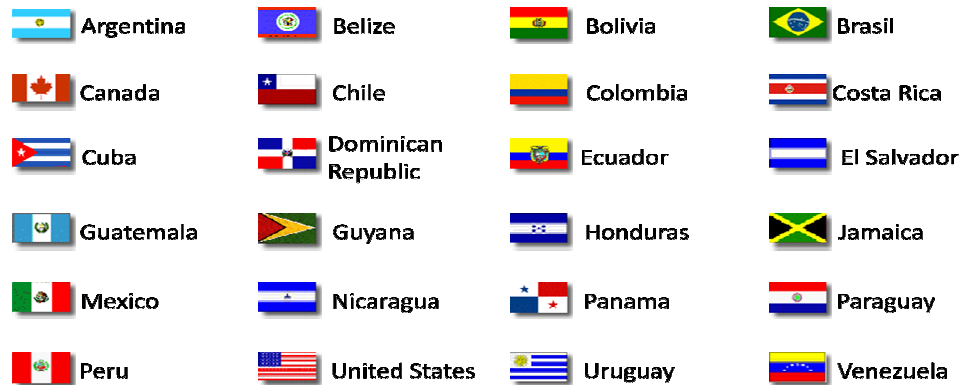 Argentina
Belize
Bolivia
Brasil
Canada
Chile
Colombia
Costa Rica
Cuba
Dominican
Republic
Ecuador
El Salvador
Guatemala
Guyana
Honduras
Jamaica
Mexico
Nicaragua
Panama
Paraguay
Peru
United States
Uruguay
Venezuela